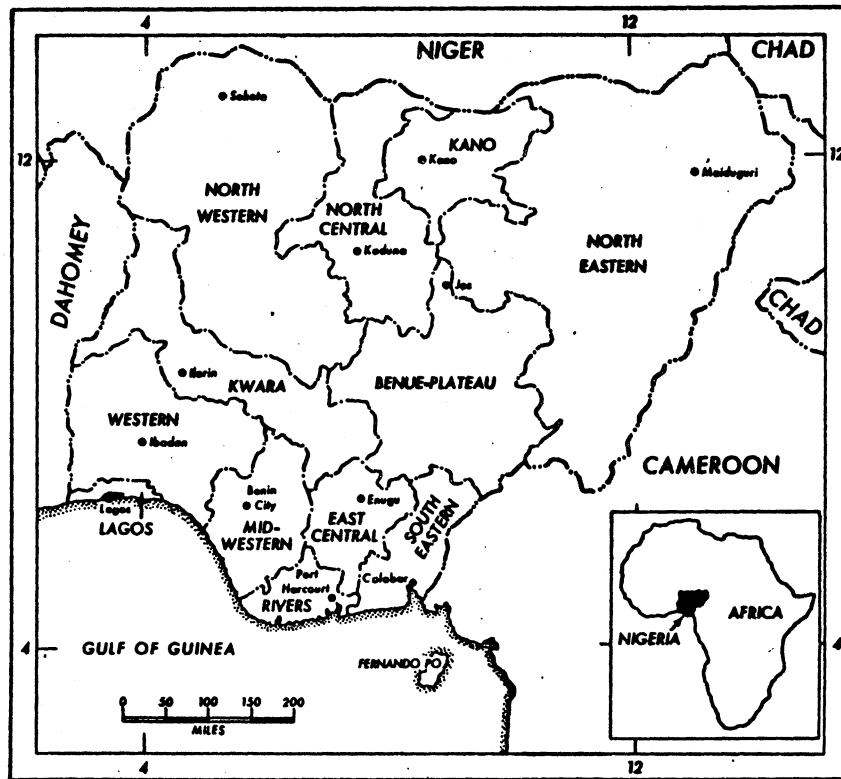 4
12
NIGER
CHAD
Sokoto
KANO
Kano
12
12
Maiduguri
NORTH
WESTERN
NORTH
CENTRAL
Kaduna
NORTH
EASTERN
DAHOMEY
Jos
CHAD
Ilorin
KWARA
BENUE-PLATEAU
WESTERN
Ibadan
CAMEROON
Benin
City
Enugu
Lagos
LAGOS
MID-
WESTERN
EAST
CENTRAL
SOUTH
EASTERN
Port
Harcourt
Calabar
RIVERS
AFRICA
NIGERIA
4
4
GULF OF GUINEA
FERNANDO PO
0 50 100 150 200
MILES
4
12